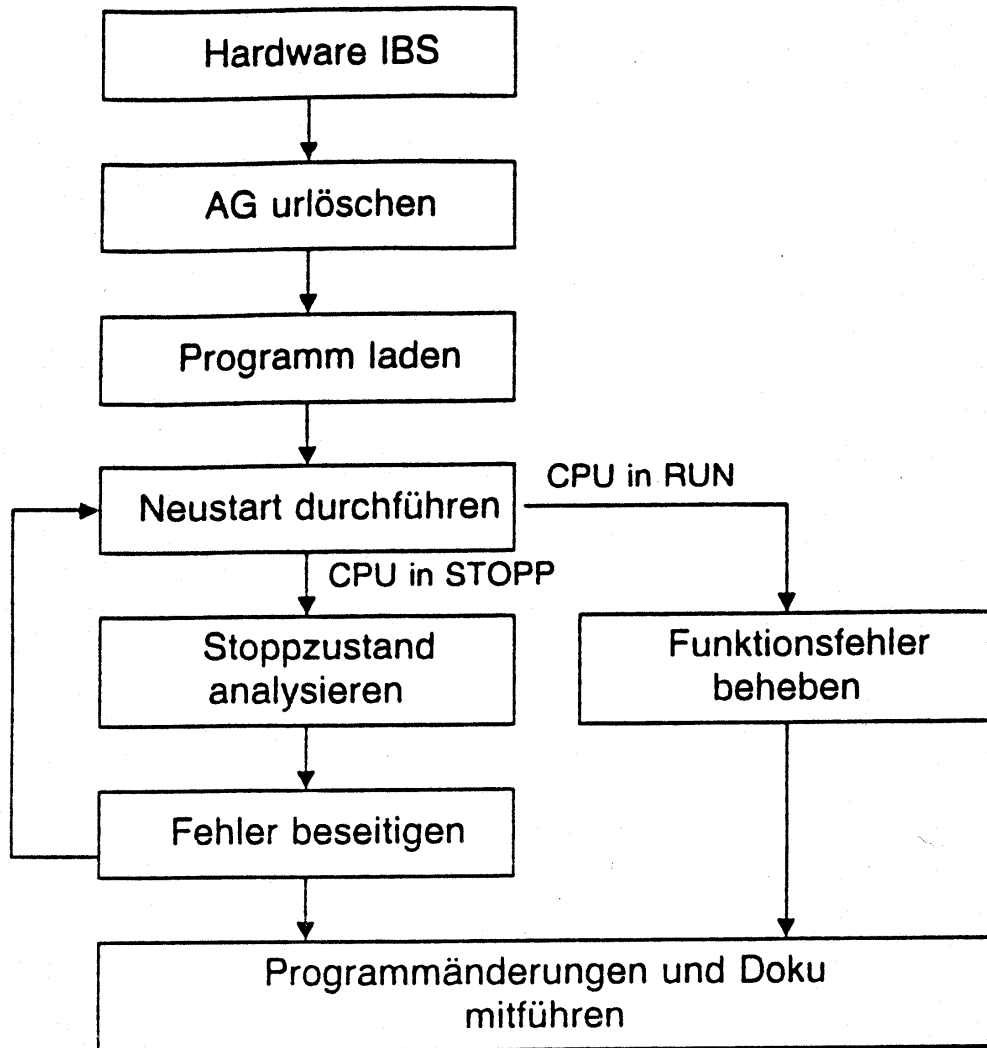 Hardware IBS
AG urlöschen
Programm laden
Neustart durchführen
CPU in RUN
CPU in STOPP
Stoppzustand
analysieren
Funktionsfehler
beheben
Fehler beseitigen
Programmänderungen und Doku
mitführen